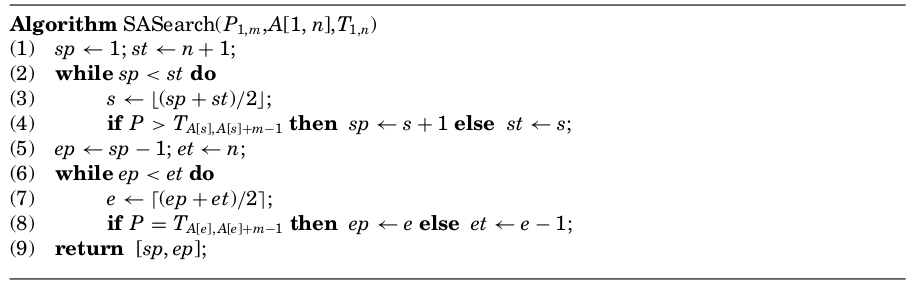 Algorithm SASearch(P1,m,A[1, n],T1,n)
(1) sp ← 1; st ← n + 1;
(2) while sp < st do
(3) s ← ⌊(sp + st)/2⌋;
(4) if P > TA[s],A[s]+m−1 then sp ← s + 1 else st ← s;
(5) ep ← sp − 1; et ← n;
(6) while ep < et do
(7) e ← ⌈(ep + et)/2⌉;
(8) if P = TA[e],A[e]+m−1 then ep ← e else et ← e − 1;
(9) return [sp, ep];